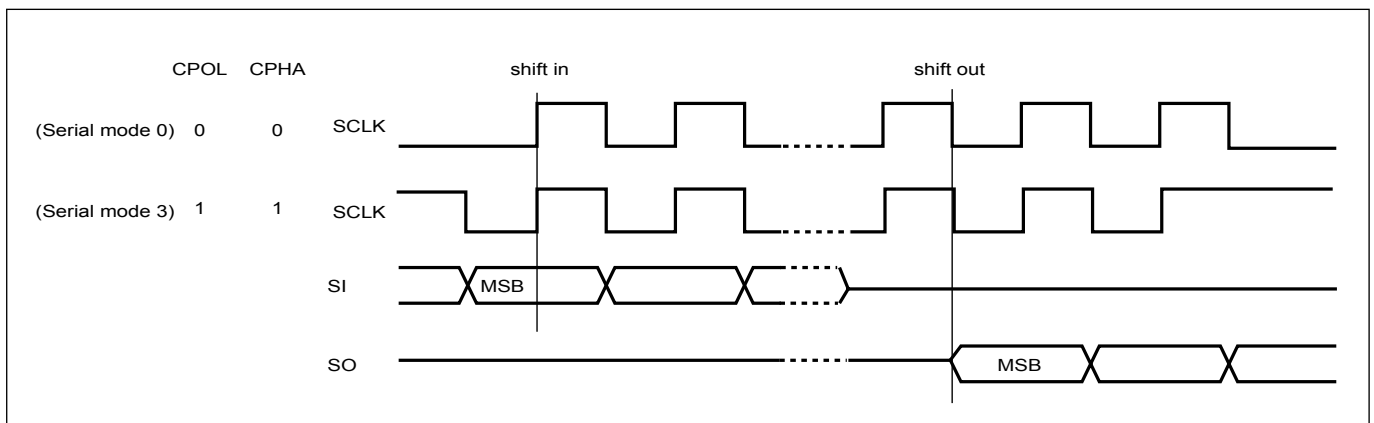 CPOL CPHA shift in shift out
(Serial mode 0) 0 0 SCLK
(Serial mode 3) 1 1 SCLK
SI MSB
SO MSB